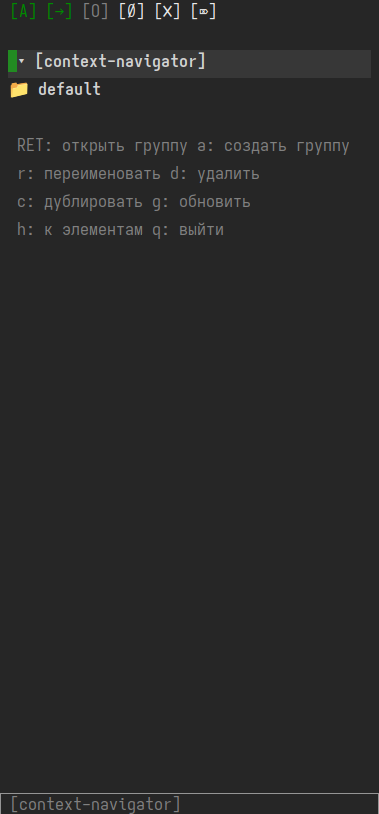 [A] [→] [O] [Ø] [X] [⌦]
▾ [context-navigator]
📁 default
RET: открыть группу a: создать группу
r: переименовать d: удалить
c: дублировать g: обновить
h: к элементам q: выйти
[context-navigator]